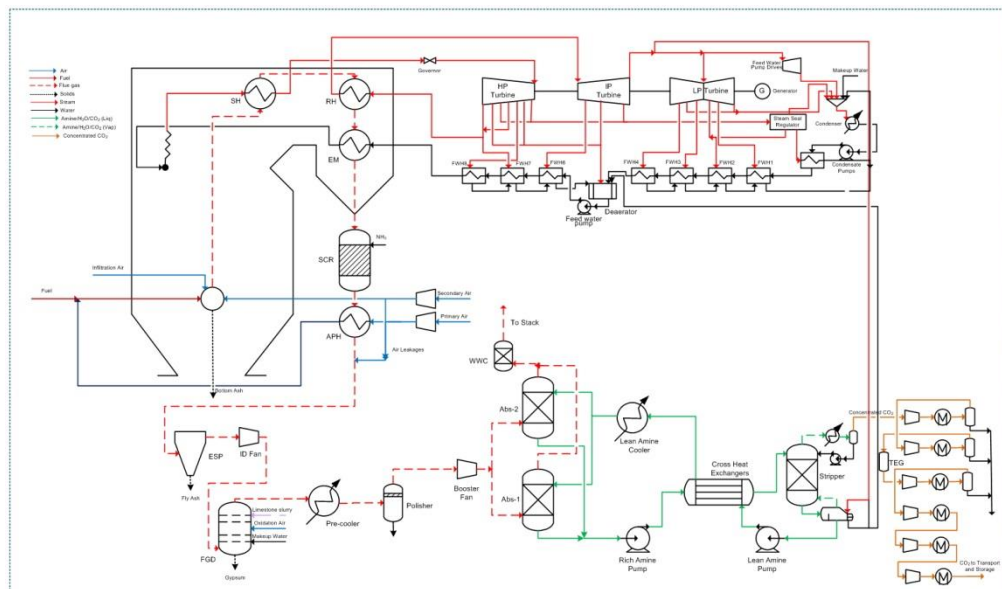 Air
Fuel
Flue gas
Solids
Steam
Water
Amine/H₂O/CO₂ (Liq)
Amine/H₂O/CO₂ (Vap)
Concentrated CO₂
SH
RH
EM
Governor
HP
Turbine
IP
Turbine
LP Turbine
G
Generator
Feed Water
Pump Drives
Makeup Water
Steam Seal
Regulator
Condenser
Condensate
Pumps
FWH8
FWH7
FWH6
FWH4
FWH3
FWH2
FWH1
Deaerator
Feed water
pump
SCR
NH₃
Infiltration Air
Fuel
Secondary Air
Primary Air
APH
Air Leakages
Bottom Ash
To Stack
WWC
Abs-2
Abs-1
ESP
ID Fan
Fly Ash
Limestone slurry
Oxidation Air
Makeup Water
FGD
Gypsum
Pre-cooler
Polisher
Booster
Fan
Lean Amine
Cooler
Cross Heat
Exchangers
Rich Amine
Pump
Lean Amine
Pump
Stripper
Concentrated CO₂
TEG
M
M
M
M
M
M
CO₂ to Transport
and Storage